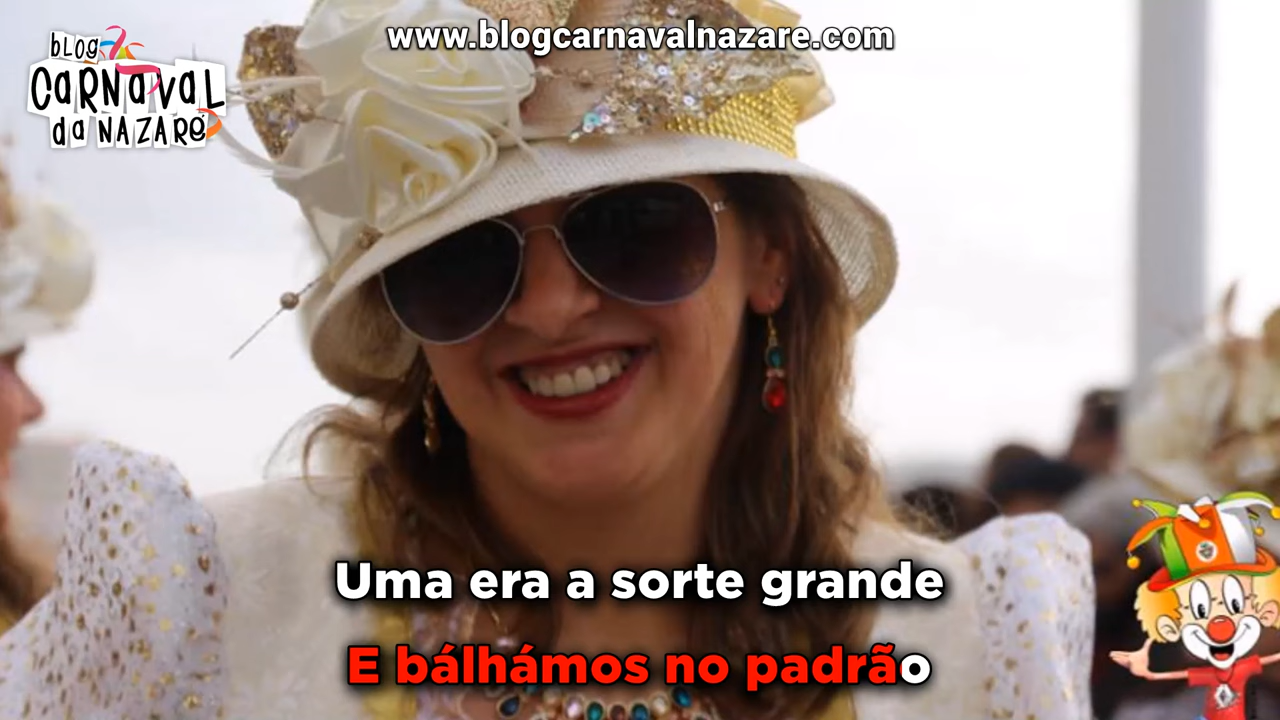 www.blogcarnavalnazare.com
blog
CaRNaVaL
da NAZARé
Uma era a sorte grande
E bálhámos no padrão